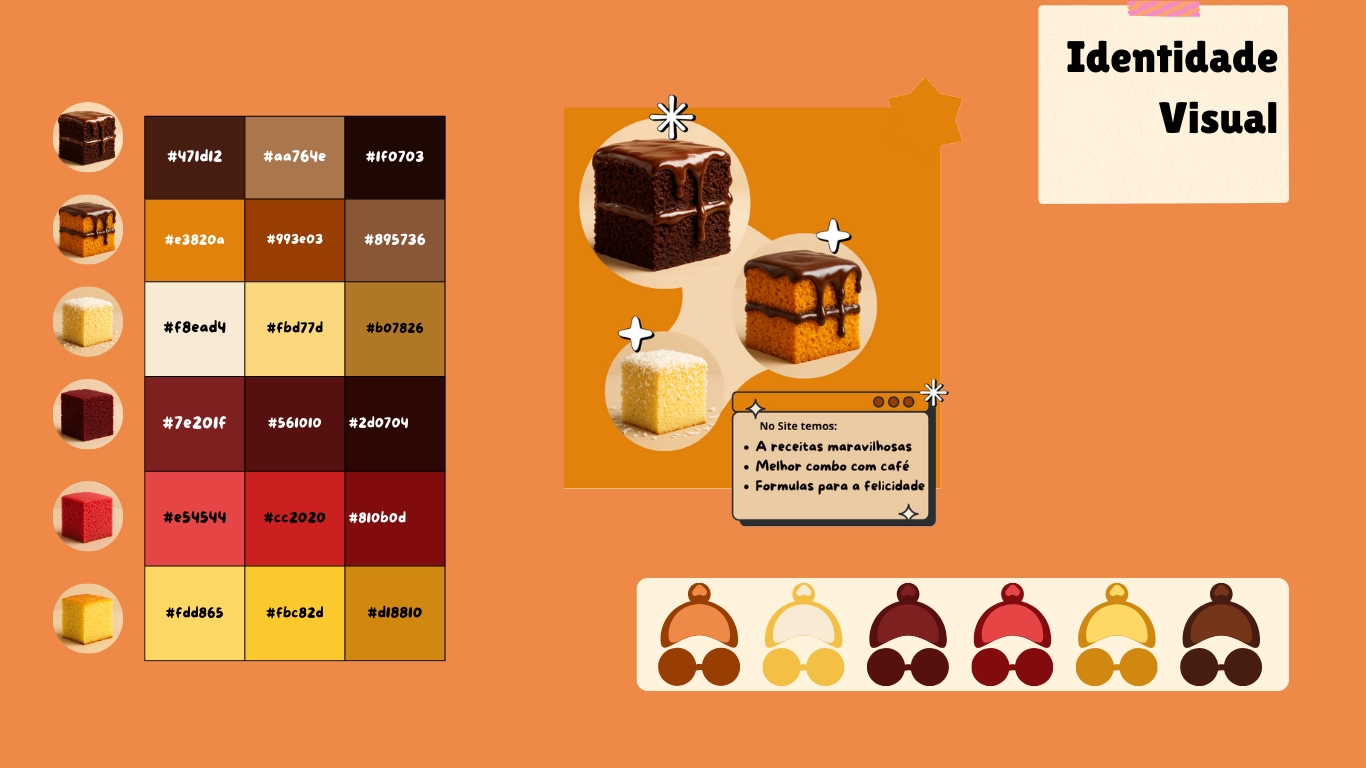 Identidade
Visual
#471d12 #aa764e #1f0703
#e3820a #993e03 #895736
#f8ead4 #fbd77d #b07826
#7e201f #561010 #2d0704
#e54544 #cc2020 #810b0d
#fdd865 #fbc82d #d18810
No Site temos:
• A receitas maravilhosas
• Melhor combo com café
• Formulas para a felicidade